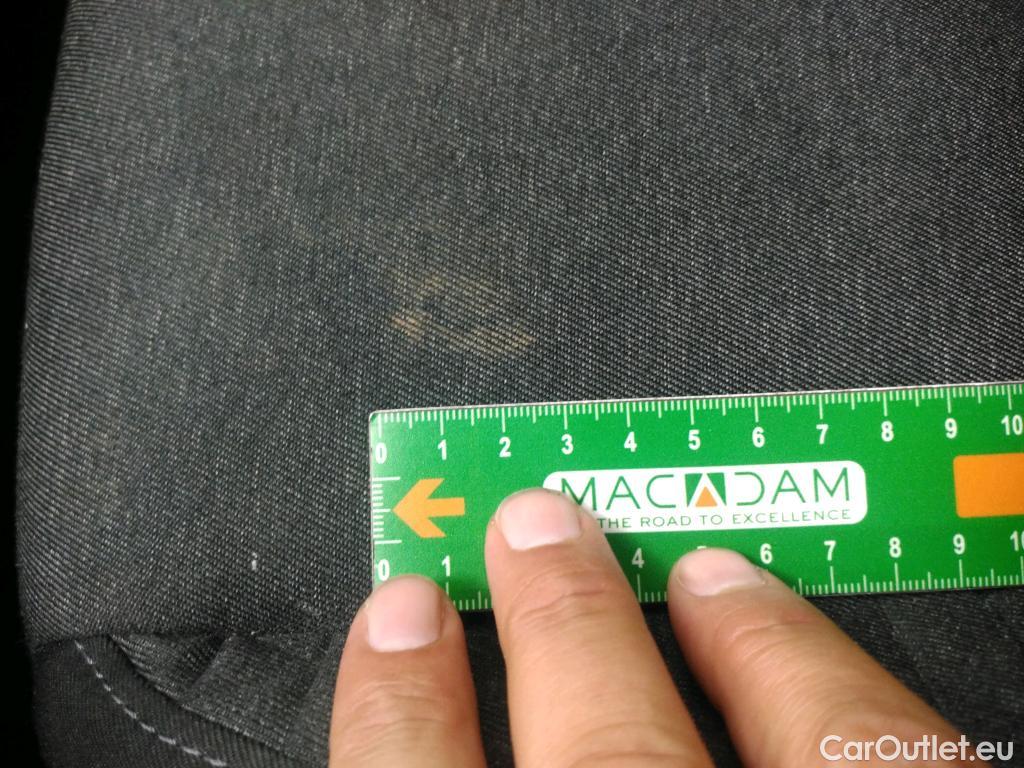 0 1 2 3 4 5 6 7 8 9 10
MACADAM
THE ROAD TO EXCELLENCE
0 1 4 5 6 7 8 9 10
CarOutlet.eu